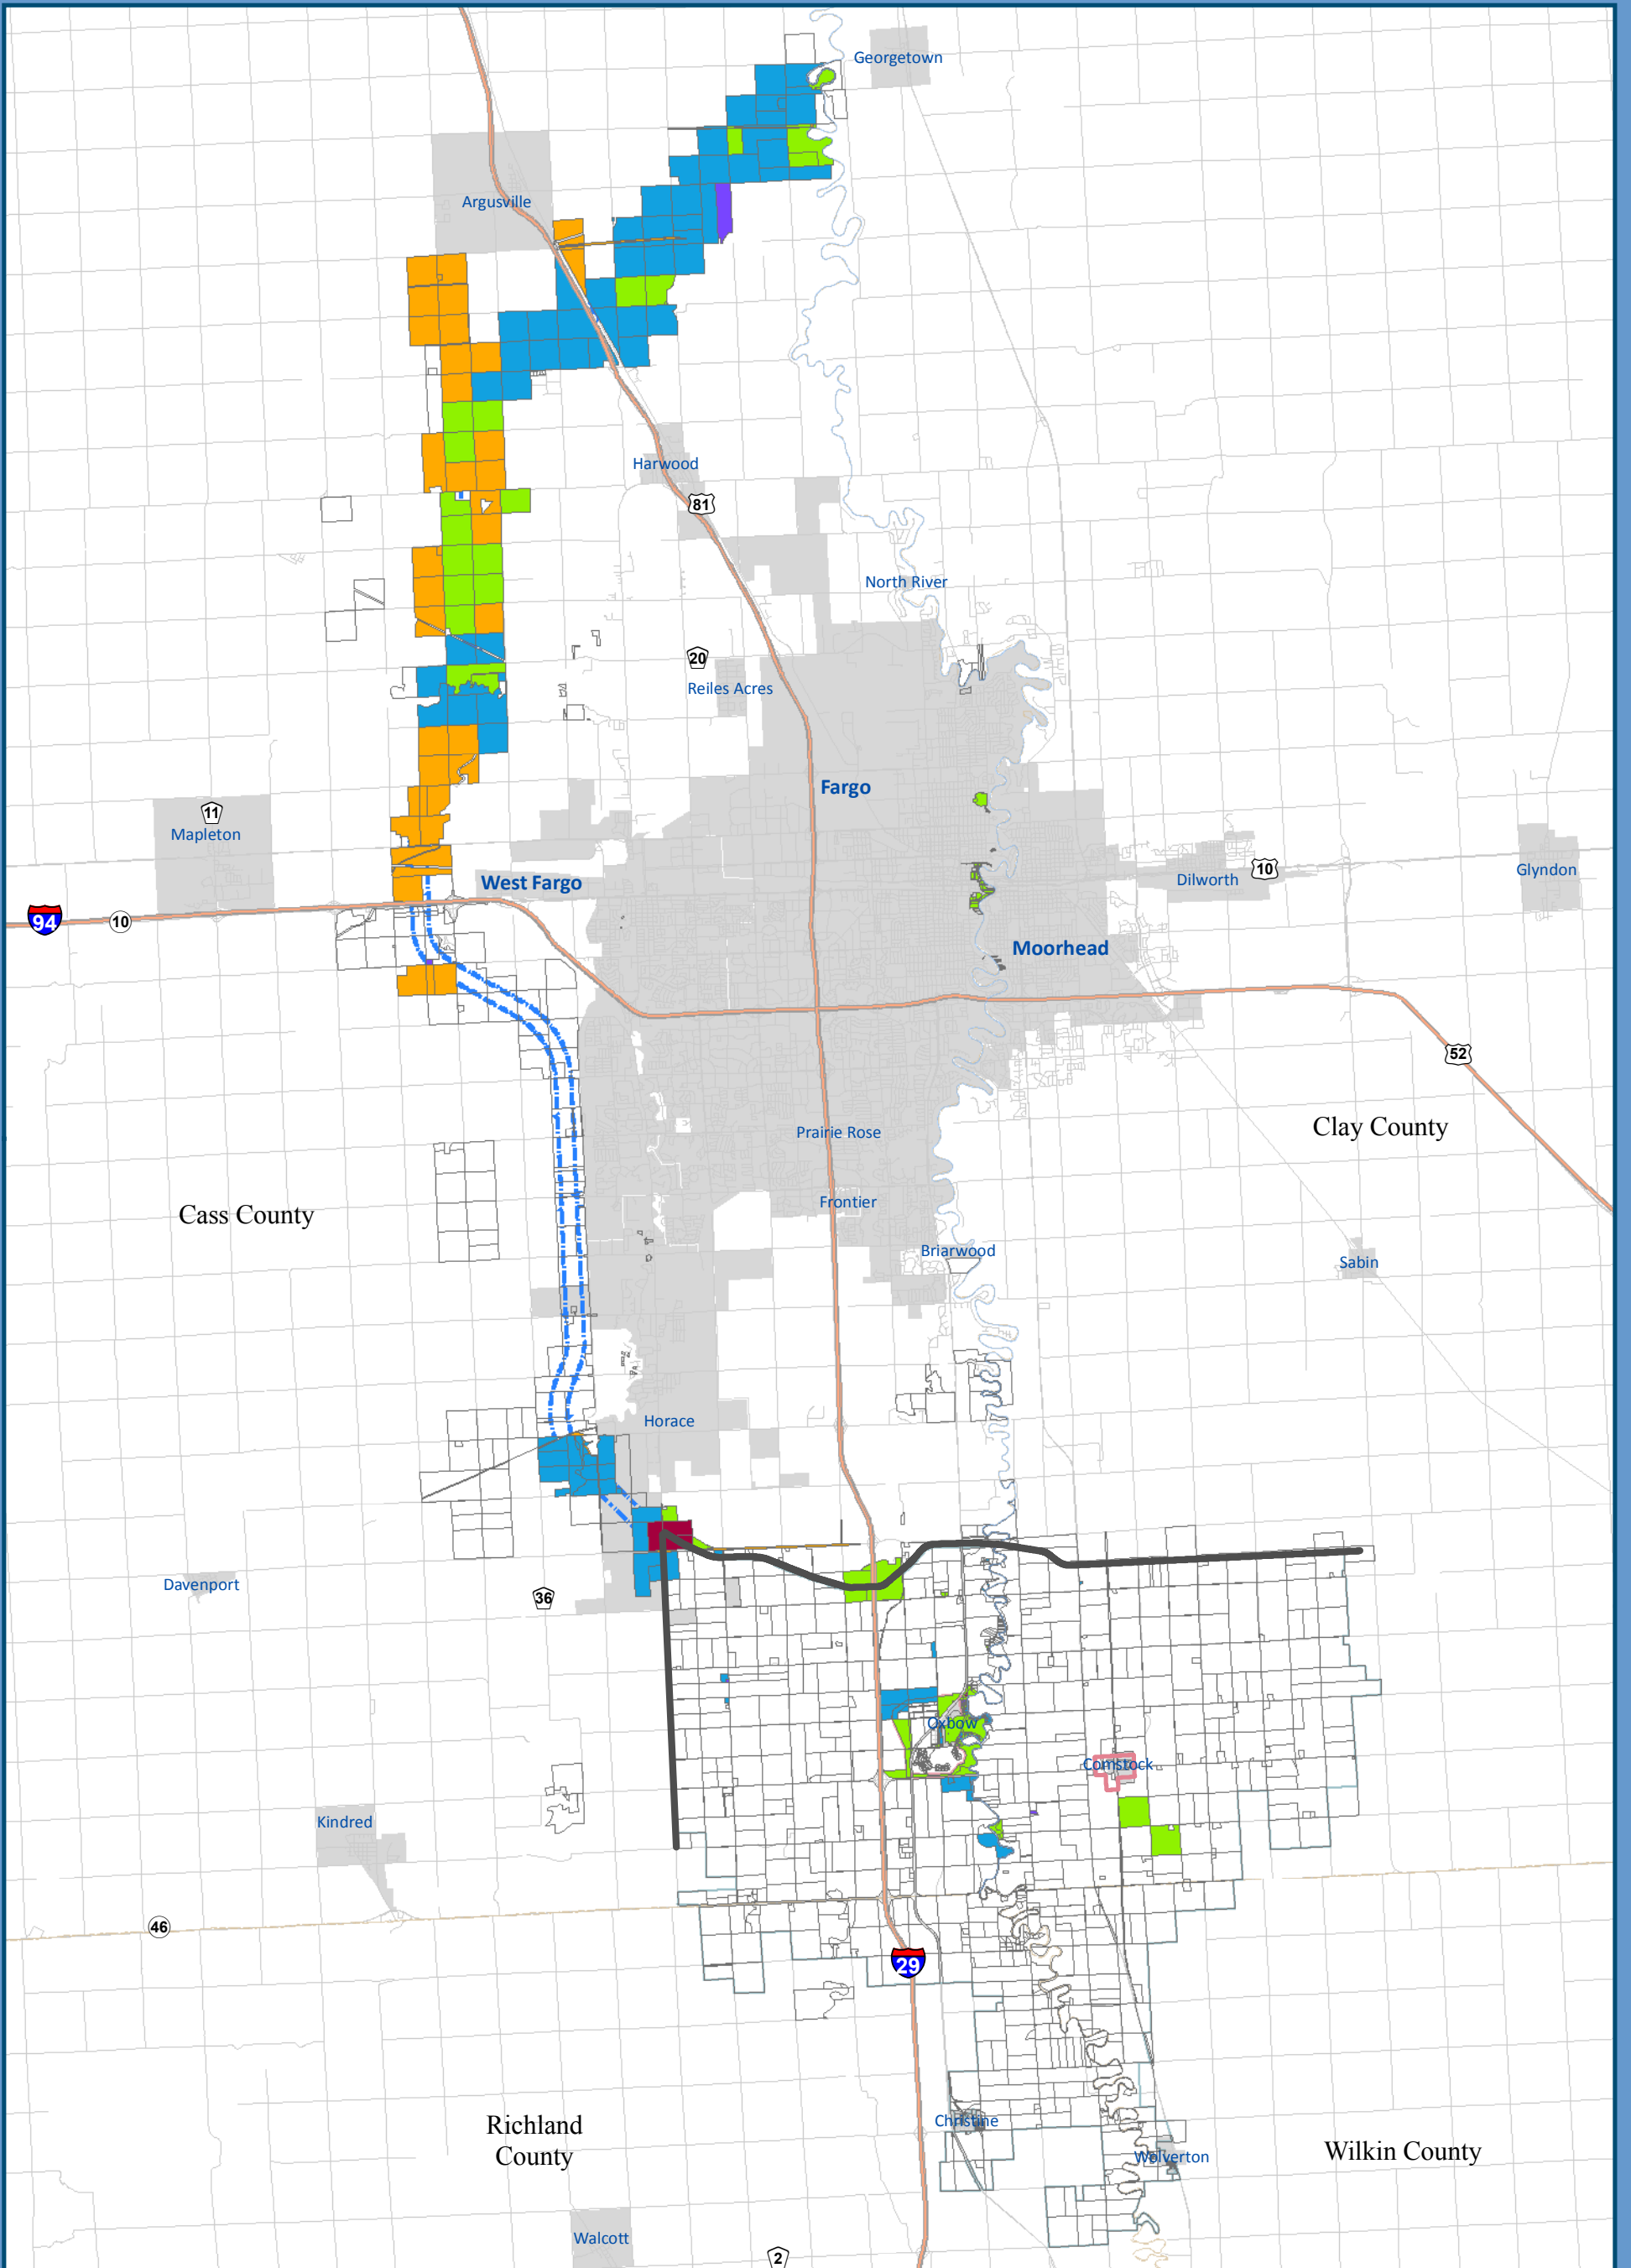 Georgetown
Argusville
Harwood
81
North River
20
Reiles Acres
Fargo
11
Mapleton
West Fargo
10
Dilworth
Glyndon
94
10
Moorhead
52
Clay County
Prairie Rose
Cass County
Frontier
Briarwood
Sabin
Horace
Davenport
36
Oxbow
Comstock
Kindred
46
29
Christine
Richland
County
Wilkin County
Wolverton
Walcott
2